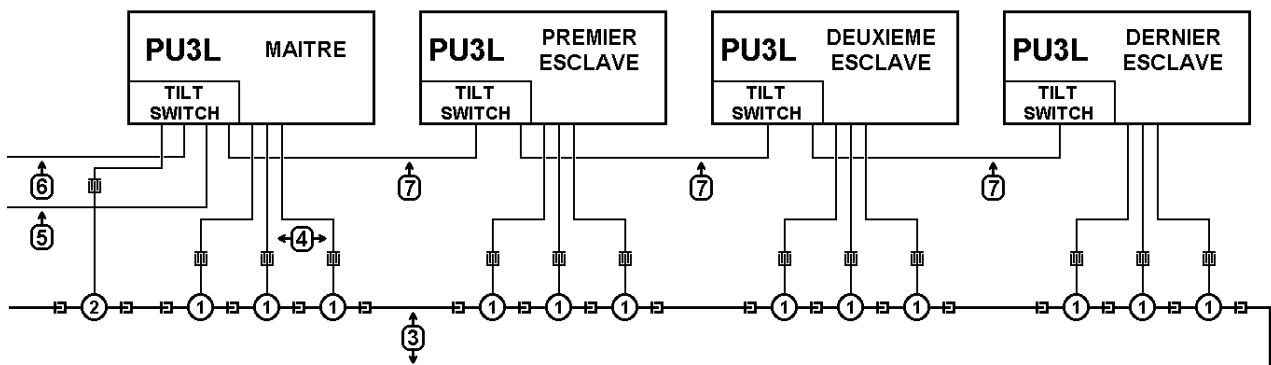 PU3L MAITRE
TILT
SWITCH
PU3L PREMIER
ESCLAVE
TILT
SWITCH
PU3L DEUXIEME
ESCLAVE
TILT
SWITCH
PU3L DERNIER
ESCLAVE
TILT
SWITCH
6
7
7
7
5
4
2
1
1
1
1
1
1
1
1
1
1
1
1
3